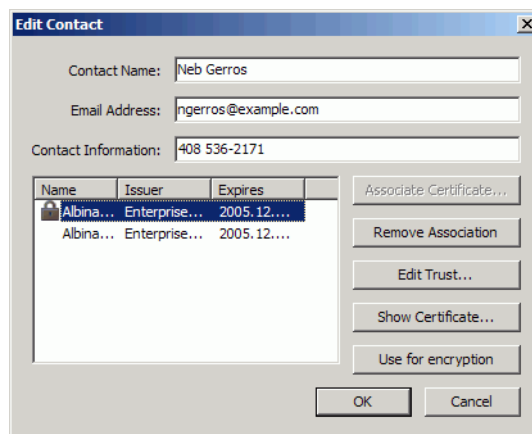 Edit Contact
Contact Name: Neb Gerros
Email Address: ngerros@example.com
Contact Information: 408 536-2171
Name Issuer Expires
Albina... Enterprise... 2005.12....
Albina... Enterprise... 2005.12....
Associate Certificate...
Remove Association
Edit Trust...
Show Certificate...
Use for encryption
OK Cancel